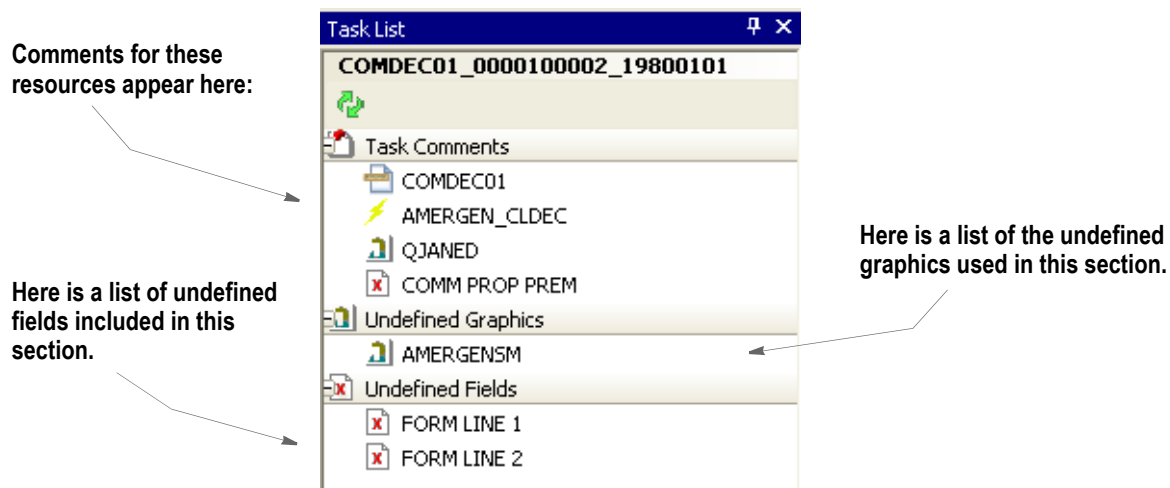 Task List
Comments for these
resources appear here:
COMDEC01_0000100002_19800101
Task Comments
COMDEC01
AMERGEN_CLDEC
QJANED
COMM PROP PREM
Here is a list of the undefined
graphics used in this section.
Here is a list of undefined
fields included in this
section.
Undefined Graphics
AMERGENSM
Undefined Fields
FORM LINE 1
FORM LINE 2